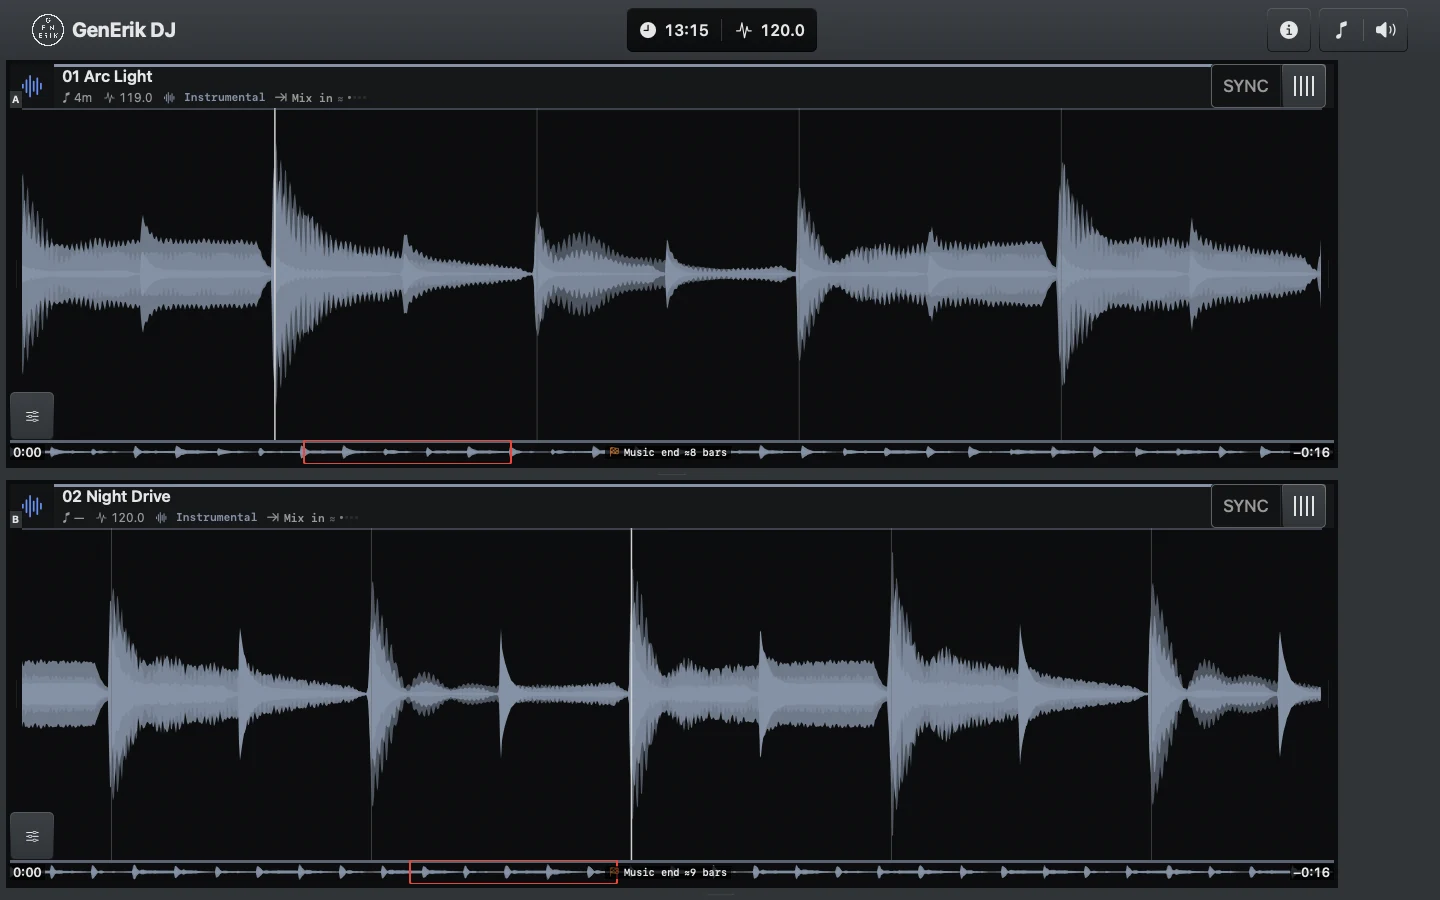 G
E N
ERIK
GenErik DJ
13:15
120.0
01 Arc Light
4m 119.0 Instrumental Mix in ≈
A
SYNC
0:00
Music end ≈8 bars
−0:16
02 Night Drive
— 120.0 Instrumental Mix in ≈
B
SYNC
0:00
Music end ≈9 bars
−0:16